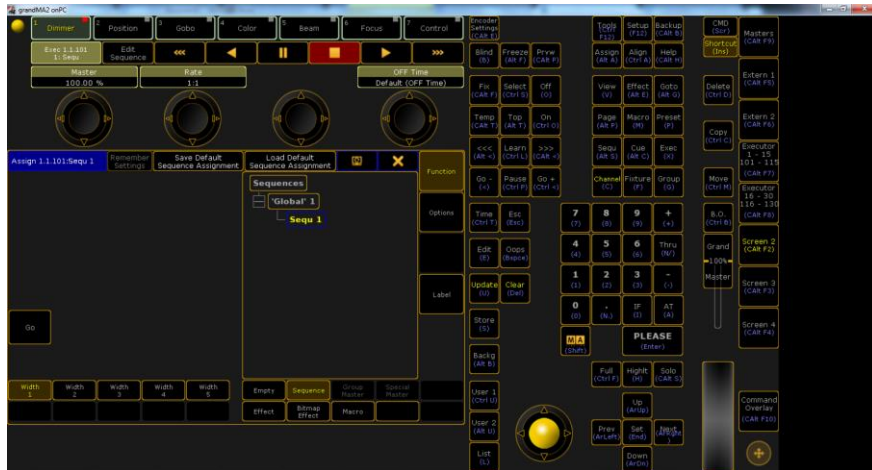 grandMA2 onPC
1 Dimmer
2 Position
3 Gobo
4 Color
5 Beam
6 Focus
7 Control
Exec 1.1.101
1: Sequ
Edit
Sequence
<<<
>>>
Master
100.00 %
Rate
1:1
OFF Time
Default (OFF Time)
Assign 1.1.101:Sequ 1
Remember
Settings
Save Default
Sequence Assignment
Load Default
Sequence Assignment
Function
Sequences
"Global" 1
Sequ 1
Options
Label
Go
Width
1
Width
2
Width
3
Width
4
Width
5
Empty
Sequence
Group
Master
Special
Master
Effect
Bitmap
Effect
Macro
Encoder
Settings
(CAlt E)
Tools
(Ctrl
F12)
Setup
(F12)
Backup
(CAlt B)
CMD
(Scr)
Shortcut
(Ins)
Masters
(CAlt F9)
Blind
(B)
Freeze
(Alt F)
Prvw
(CAlt P)
Assign
(Alt A)
Align
(Ctrl A)
Help
(CAlt H)
Fix
(CAlt F)
Select
(Ctrl S)
Off
(O)
View
(V)
Effect
(Alt E)
Goto
(Alt G)
Delete
(Ctrl D)
Extern 1
(CAlt F5)
Temp
(CAlt T)
Top
(Alt T)
On
(Ctrl O)
Page
(Alt P)
Macro
(M)
Preset
(P)
Copy
(Ctrl C)
Extern 2
(CAlt F6)
<<<
(Alt <)
Learn
(Ctrl L)
>>>
(CAlt <)
Sequ
(Alt S)
Cue
(Alt C)
Exec
(X)
Executor
1 - 15
101 - 115
(CAlt F7)
Go -
(<)
Pause
(Ctrl P)
Go +
(Ctrl <)
Channel
(C)
Fixture
(F)
Group
(G)
Move
(Ctrl M)
Executor
16 - 30
116 - 130
(CAlt F8)
Time
(Ctrl T)
Esc
(Esc)
7
(7)
8
(8)
9
(9)
+
(+)
B.O.
(Ctrl B)
Edit
(E)
Oops
(Bspce)
4
(4)
5
(5)
6
(6)
Thru
(N/)
Grand
100%
Master
Screen 2
(CAlt F2)
Update
(U)
Clear
(Del)
1
(1)
2
(2)
3
(3)
-
(-)
Screen 3
(CAlt F3)
Store
(S)
0
(0)
.
(N.)
IF
(I)
AT
(A)
Screen 4
(CAlt F4)
MA
(Shift)
PLEASE
(Enter)
Backg
(Alt B)
Full
(Ctrl F)
Highlt
(H)
Solo
(CAlt S)
User 1
(Ctrl U)
Up
(ArUp)
Command
Overlay
(CAlt F10)
User 2
(Alt U)
Prev
(ArLeft)
Set
(End)
Next
List
(L)
Down
(ArDn)